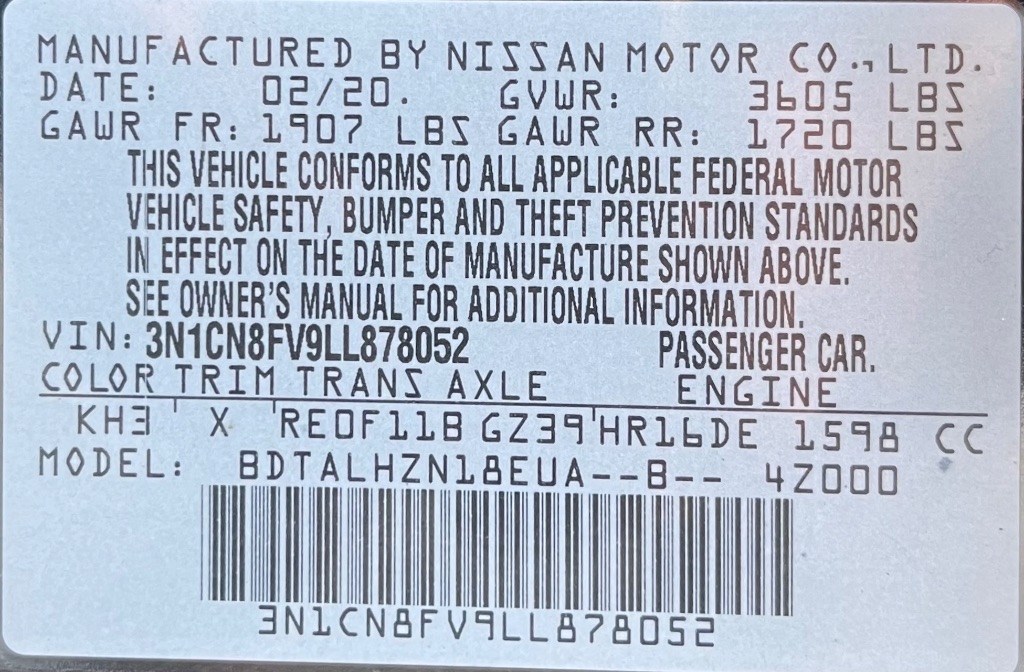 MANUFACTURED BY NISSAN MOTOR CO., LTD.
DATE: 02/20. GVWR: 3605 LBS
GAWR FR: 1907 LBS GAWR RR: 1720 LBS
THIS VEHICLE CONFORMS TO ALL APPLICABLE FEDERAL MOTOR
VEHICLE SAFETY, BUMPER AND THEFT PREVENTION STANDARDS
IN EFFECT ON THE DATE OF MANUFACTURE SHOWN ABOVE.
SEE OWNER'S MANUAL FOR ADDITIONAL INFORMATION.
VIN: 3N1CN8FV9LL878052 PASSENGER CAR.
COLOR TRIM TRANS AXLE ENGINE
KH3 ' X 'RE0F11B GZ39'HR16DE 1598 CC
MODEL: BDTALHZN18EUA--B-- 4Z000
3N1CN8FV9LL878052